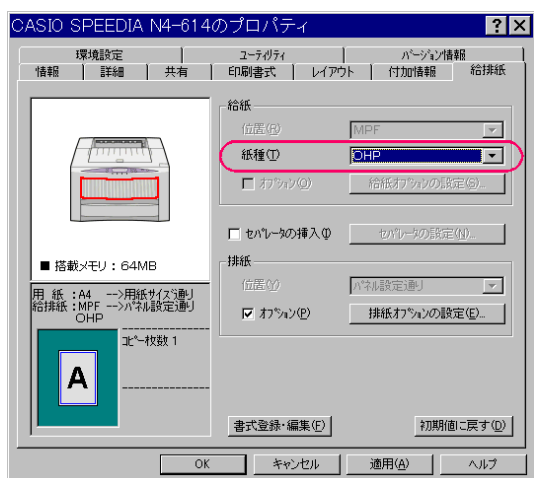 CASIO SPEEDIA N4-614のプロパティ
環境設定 ユーティリティ バージョン情報
情報 詳細 共有 印刷書式 レイアウト 付加情報 給排紙
給紙
位置(R) MPF
紙種(T) OHP
オプション(O) 給紙オプションの設定(S)...
セパレータの挿入(I) セパレータの設定(N)...
■ 搭載メモリ：64MB
排紙
位置(Y) パネル設定通り
オプション(P) 排紙オプションの設定(E)...
用 紙 :A4 -->用紙サイズ通り
給排紙:MPF -->パネル設定通り
OHP
コピー枚数 1
A
書式登録・編集(F) 初期値に戻す(D)
OK キャンセル 適用(A) ヘルプ